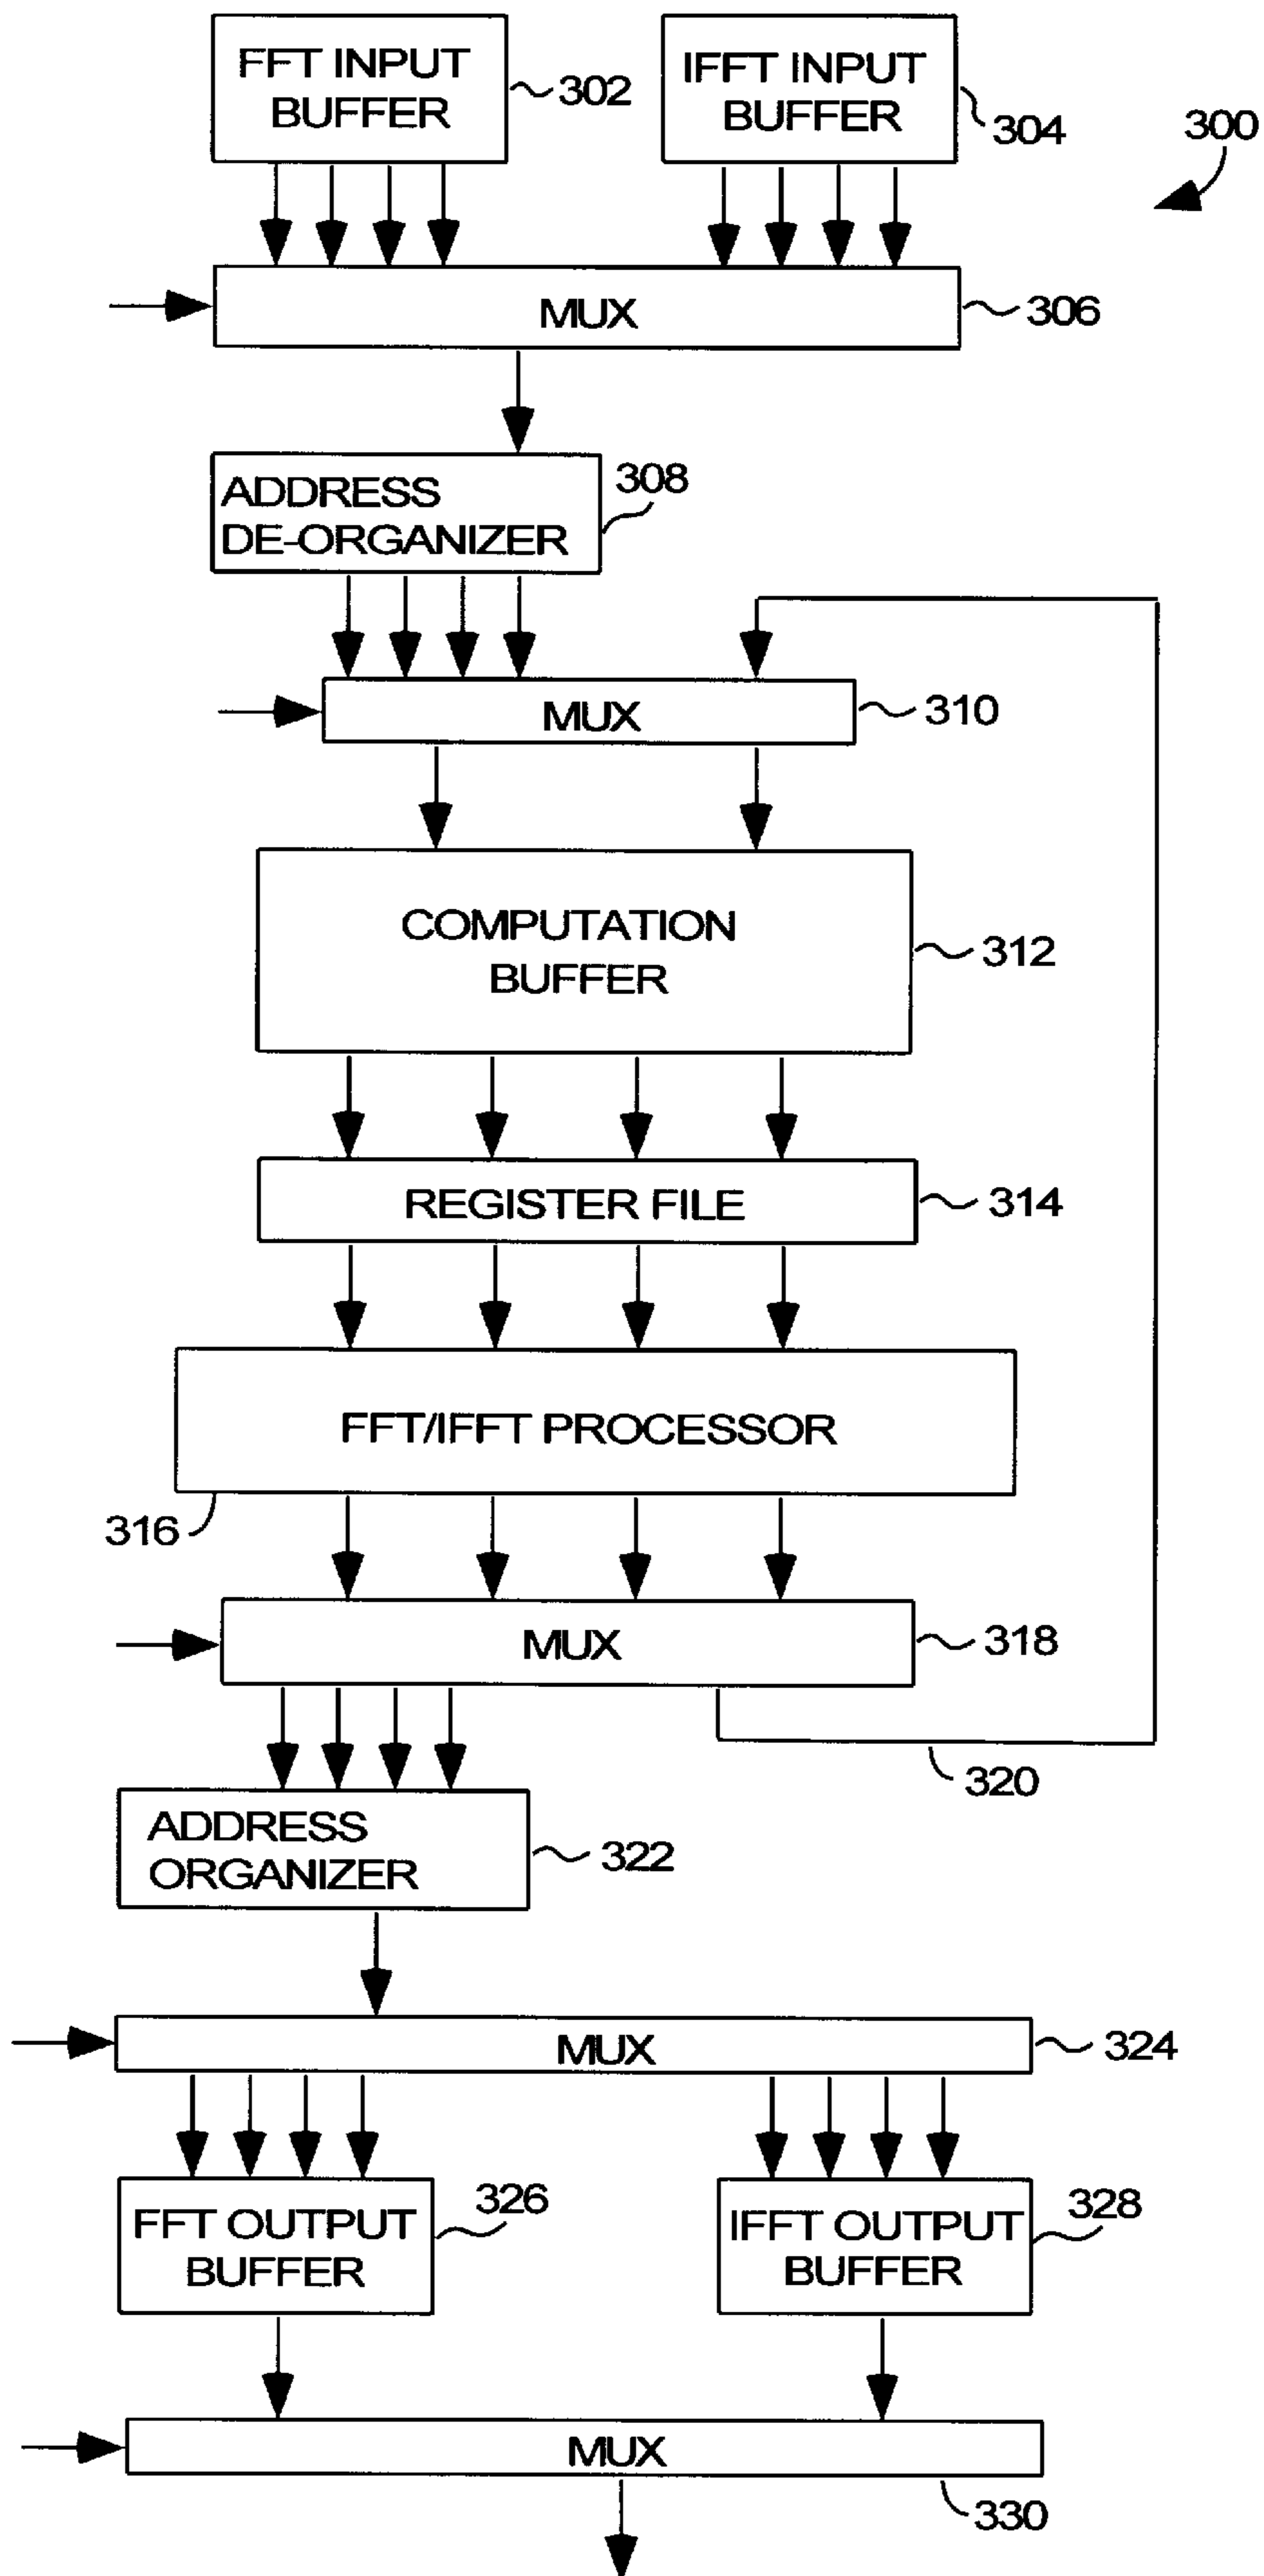 FFT INPUT
BUFFER
302
IFFT INPUT
BUFFER
304
300
MUX
306
ADDRESS
DE-ORGANIZER
308
MUX
310
COMPUTATION
BUFFER
312
REGISTER FILE
314
FFT/IFFT PROCESSOR
316
MUX
318
320
ADDRESS
ORGANIZER
322
MUX
324
FFT OUTPUT
BUFFER
326
IFFT OUTPUT
BUFFER
328
MUX
330